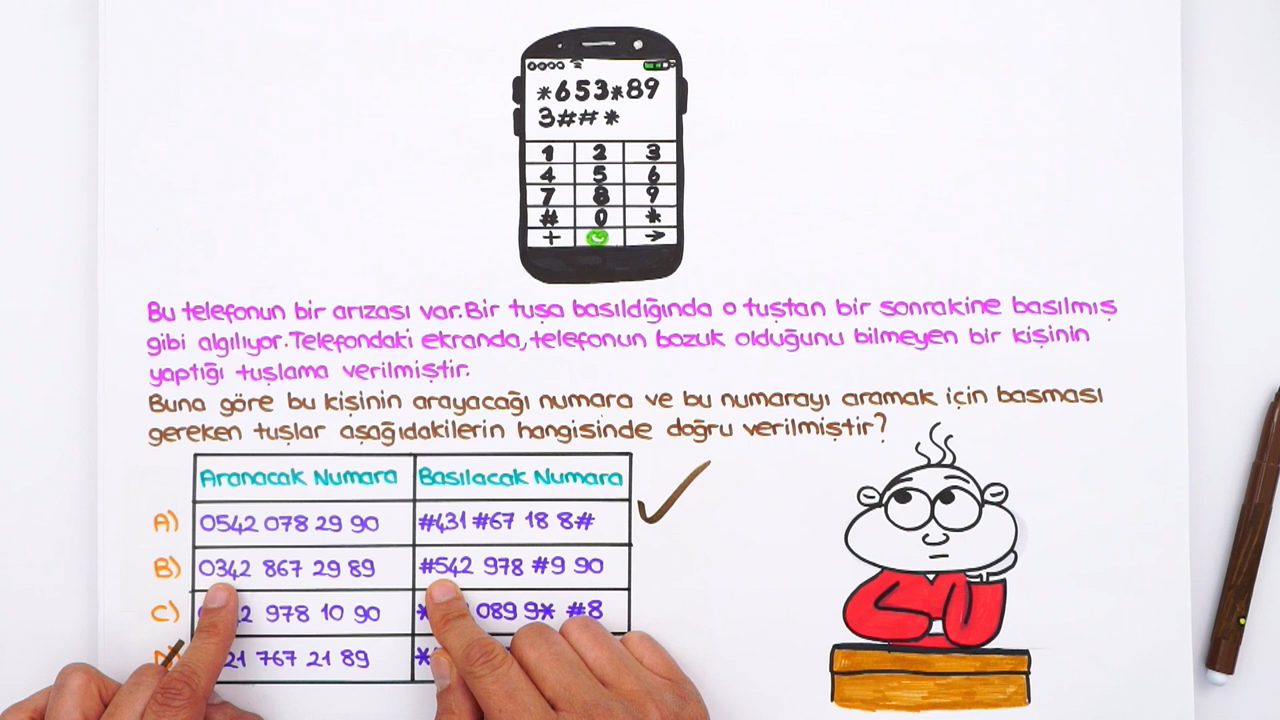 *653*89
3##*
1 2 3
4 5 6
7 8 9
# 0 *
+ →
Bu telefonun bir arızası var. Bir tuşa basıldığında o tuştan bir sonrakine basılmış
gibi algılıyor. Telefondaki ekranda, telefonun bozuk olduğunu bilmeyen bir kişinin
yaptığı tuşlama verilmiştir.
Buna göre bu kişinin arayacağı numara ve bu numarayı aramak için basması
gereken tuşlar aşağıdakilerin hangisinde doğru verilmiştir?
Aranacak Numara Basılacak Numara
A) 0542 078 29 90 #431 #67 18 8#
B) 0342 867 29 89 #542 978 #9 90
C) 978 10 90 089 9* #8
767 21 89